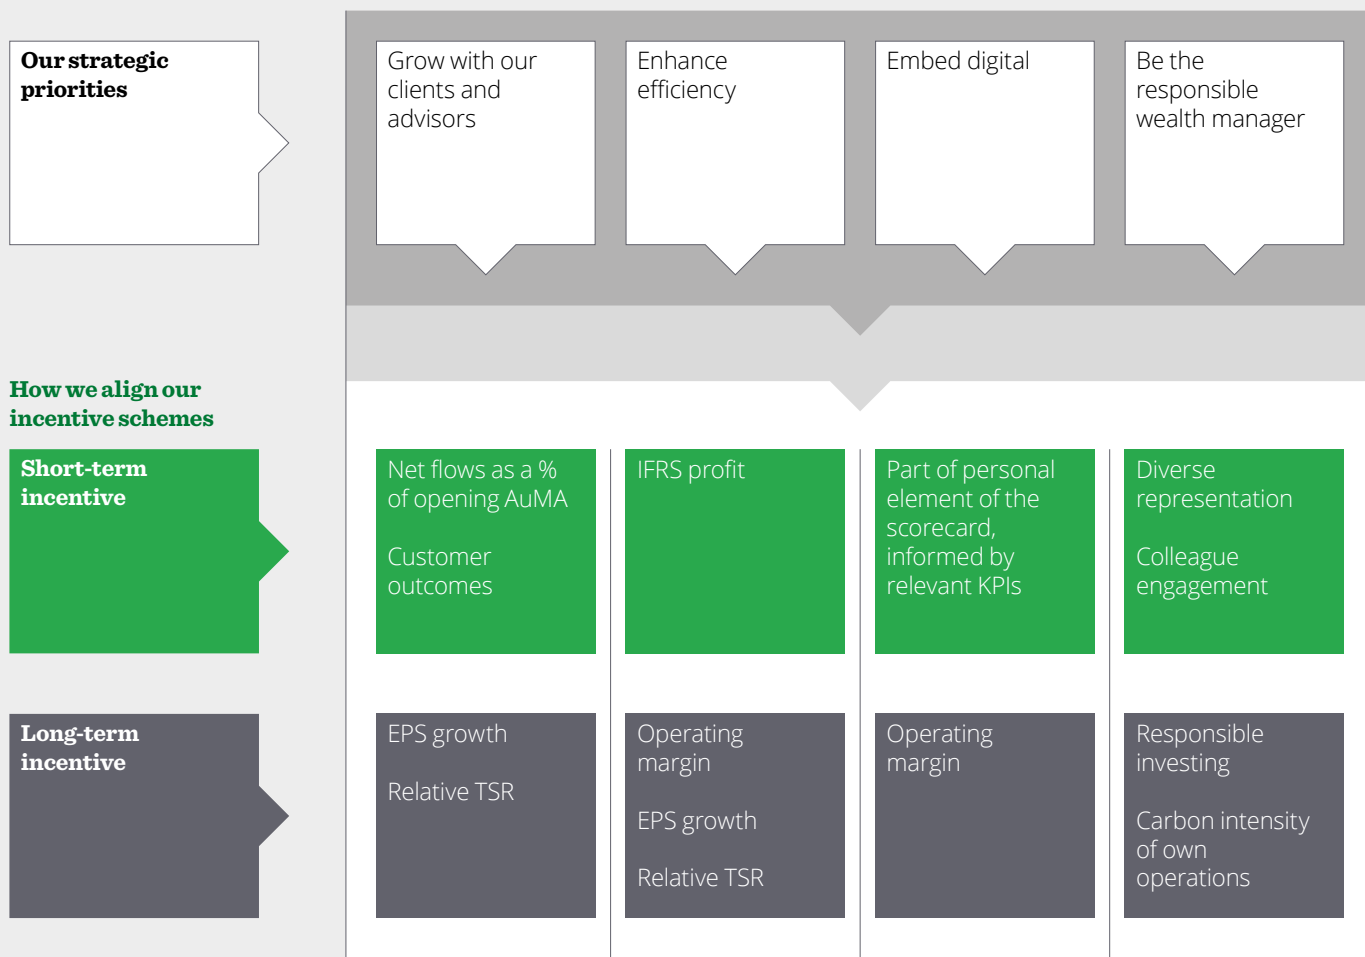 Our strategic
priorities
Grow with our
clients and
advisors
Enhance
efficiency
Embed digital
Be the
responsible
wealth manager
How we align our
incentive schemes
Short-term
incentive
Net flows as a %
of opening AuMA
Customer
outcomes
IFRS profit
Part of personal
element of the
scorecard,
informed by
relevant KPIs
Diverse
representation
Colleague
engagement
Long-term
incentive
EPS growth
Relative TSR
Operating
margin
EPS growth
Relative TSR
Operating
margin
Responsible
investing
Carbon intensity
of own
operations